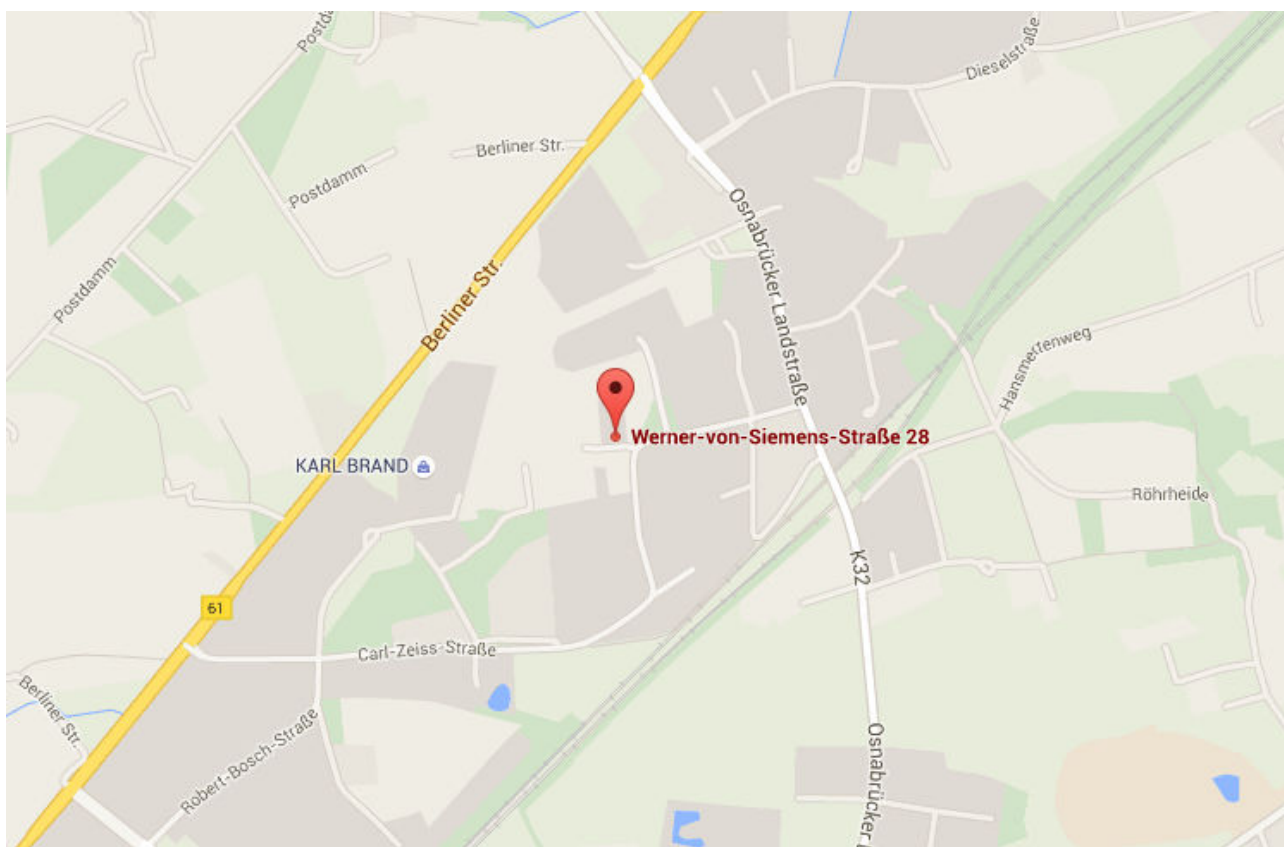 Postd
Dieselstraße
Berliner Str.
Postdamm
Osnabrücker Landstraße
Postdamm
Berliner Str.
Hansmertenweg
Werner-von-Siemens-Straße 28
KARL BRAND
Röhrheide
K32
61
Carl-Zeiss-Straße
Berliner Str.
Robert-Bosch-Straße
Osnabrücker